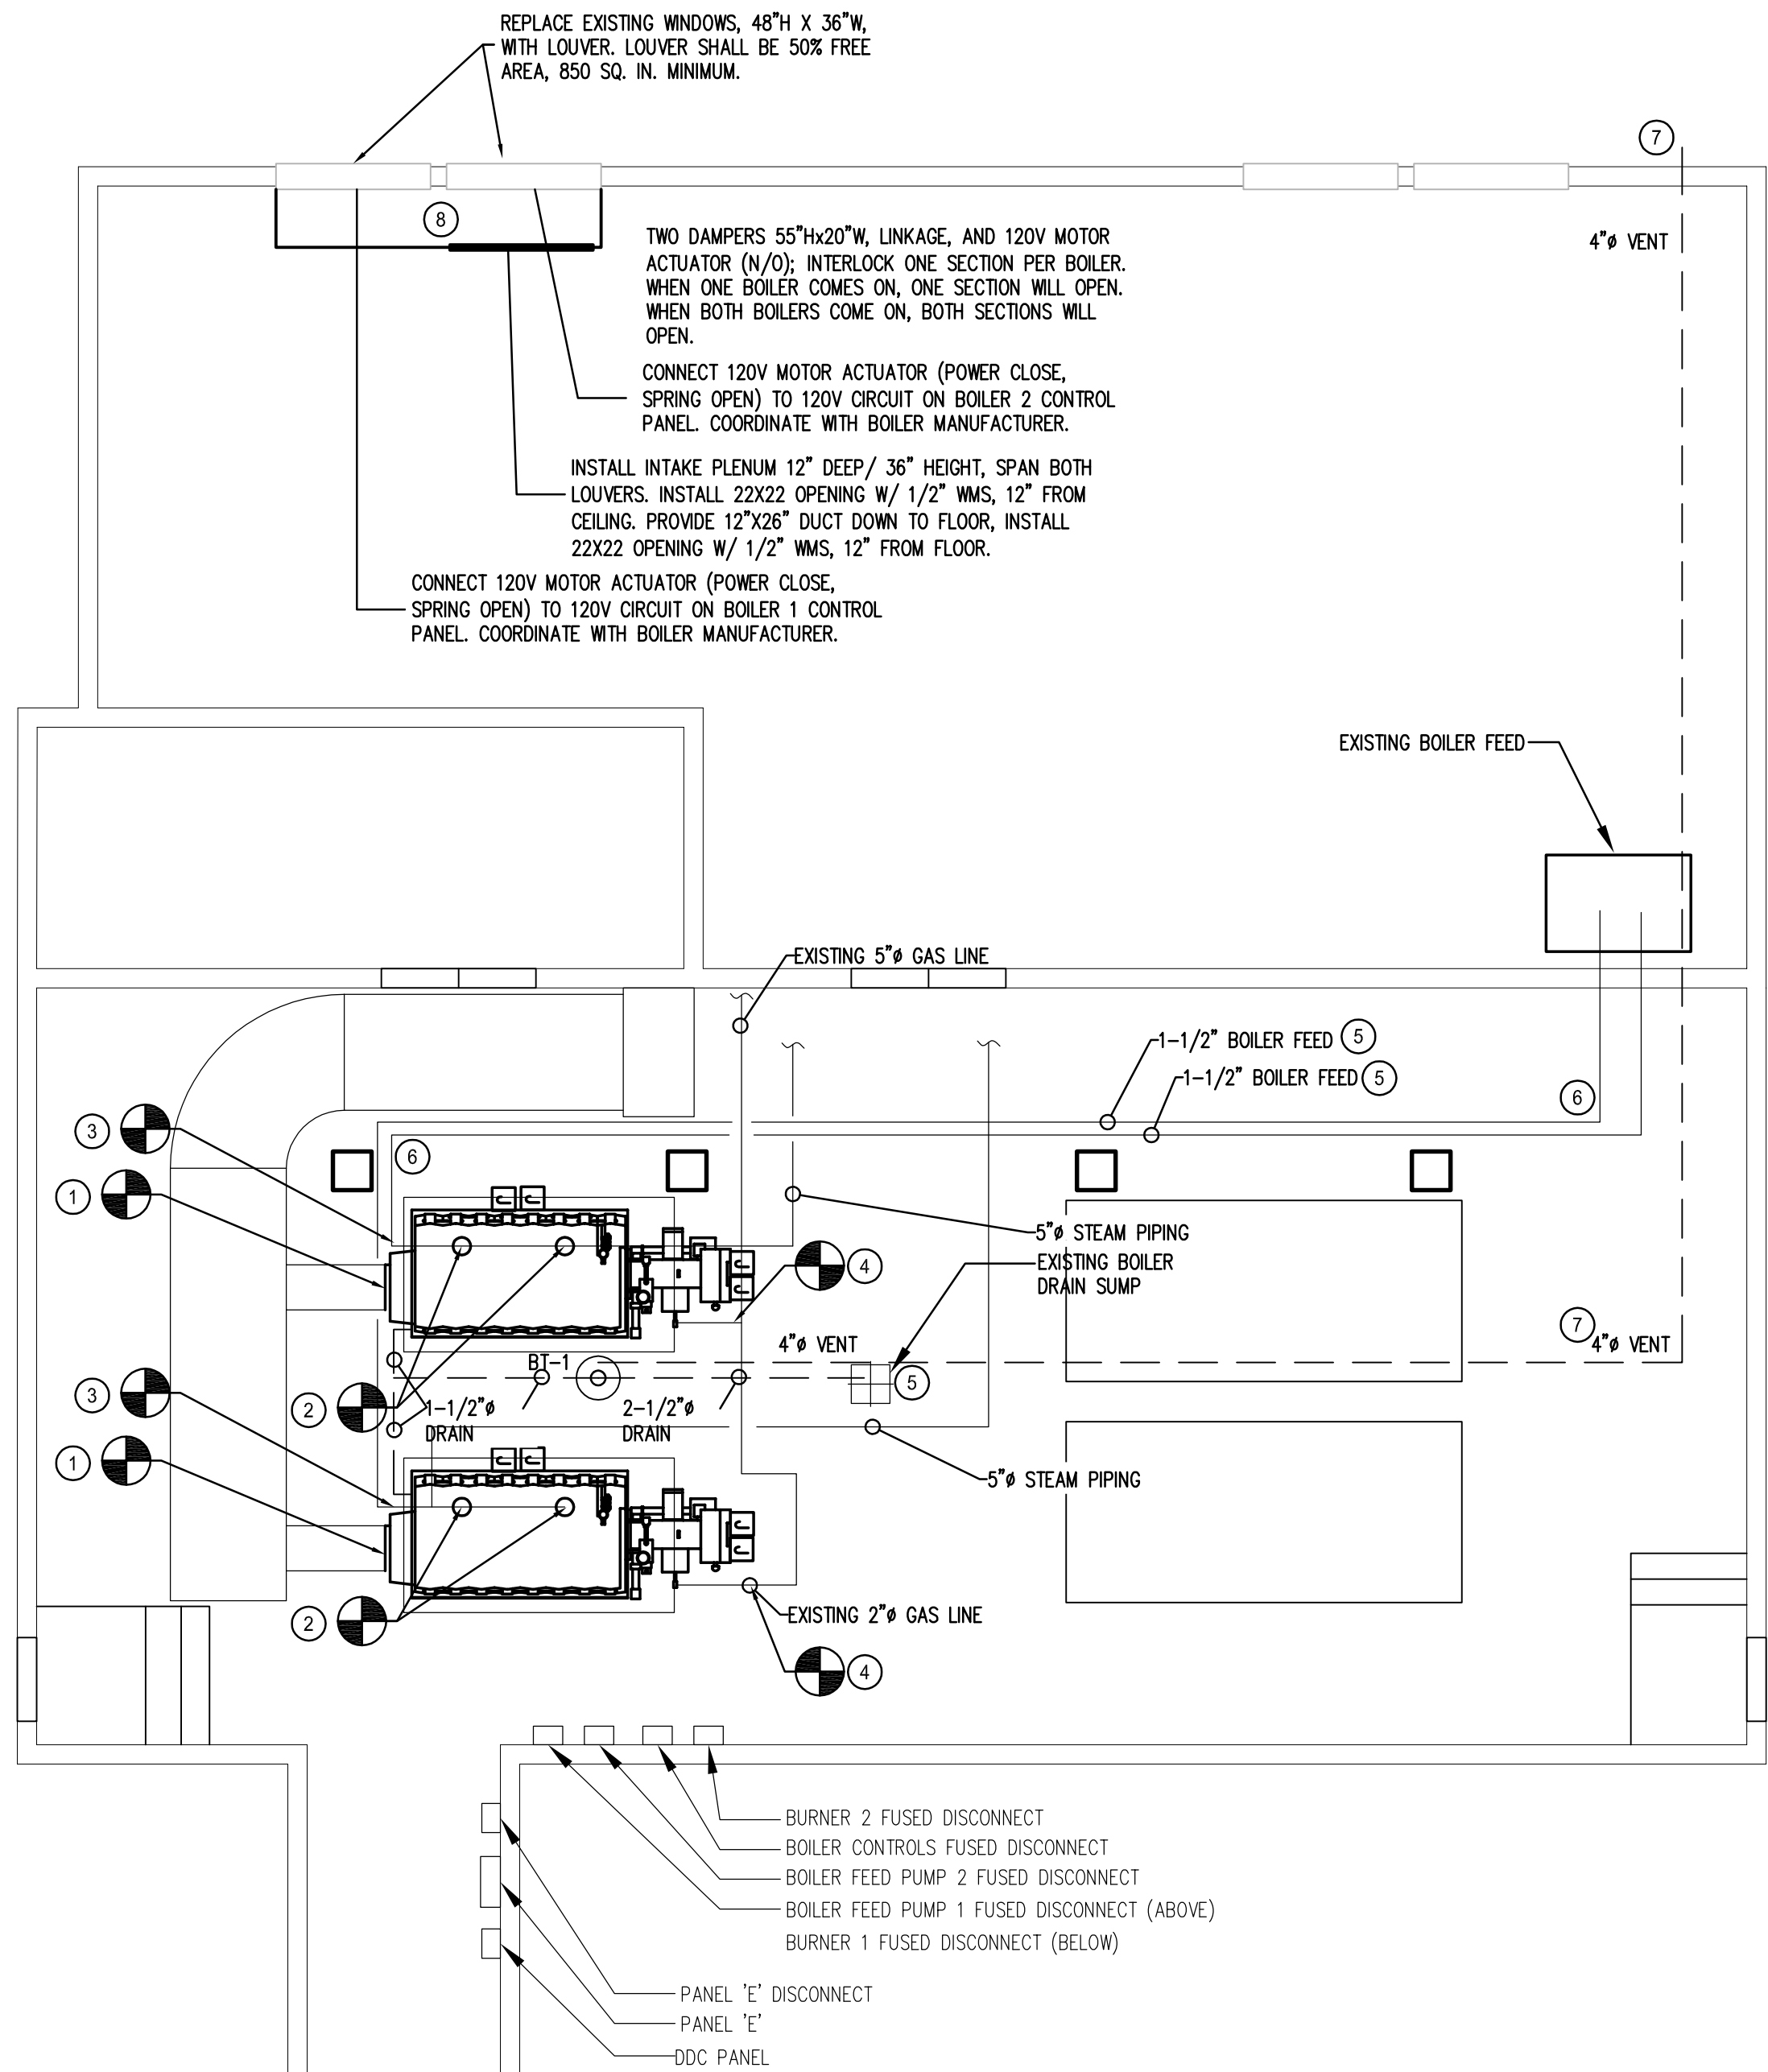 REPLACE EXISTING WINDOWS, 48"H X 36"W,
WITH LOUVER. LOUVER SHALL BE 50% FREE
AREA, 850 SQ. IN. MINIMUM.
7
8
4"ø VENT
TWO DAMPERS 55"Hx20"W, LINKAGE, AND 120V MOTOR
ACTUATOR (N/O); INTERLOCK ONE SECTION PER BOILER.
WHEN ONE BOILER COMES ON, ONE SECTION WILL OPEN.
WHEN BOTH BOILERS COME ON, BOTH SECTIONS WILL
OPEN.
CONNECT 120V MOTOR ACTUATOR (POWER CLOSE,
SPRING OPEN) TO 120V CIRCUIT ON BOILER 2 CONTROL
PANEL. COORDINATE WITH BOILER MANUFACTURER.
INSTALL INTAKE PLENUM 12" DEEP/ 36" HEIGHT, SPAN BOTH
LOUVERS. INSTALL 22X22 OPENING W/ 1/2" WMS, 12" FROM
CEILING. PROVIDE 12"X26" DUCT DOWN TO FLOOR, INSTALL
22X22 OPENING W/ 1/2" WMS, 12" FROM FLOOR.
CONNECT 120V MOTOR ACTUATOR (POWER CLOSE,
SPRING OPEN) TO 120V CIRCUIT ON BOILER 1 CONTROL
PANEL. COORDINATE WITH BOILER MANUFACTURER.
EXISTING BOILER FEED
EXISTING 5"ø GAS LINE
1-1/2" BOILER FEED 5
1-1/2" BOILER FEED 5
6
3
6
1
5"ø STEAM PIPING
EXISTING BOILER
DRAIN SUMP
4
7
4"ø VENT
4"ø VENT
BT-1
5
3
2
1-1/2"ø
DRAIN
2-1/2"ø
DRAIN
1
5"ø STEAM PIPING
2
EXISTING 2"ø GAS LINE
4
BURNER 2 FUSED DISCONNECT
BOILER CONTROLS FUSED DISCONNECT
BOILER FEED PUMP 2 FUSED DISCONNECT
BOILER FEED PUMP 1 FUSED DISCONNECT (ABOVE)
BURNER 1 FUSED DISCONNECT (BELOW)
PANEL 'E' DISCONNECT
PANEL 'E'
DDC PANEL